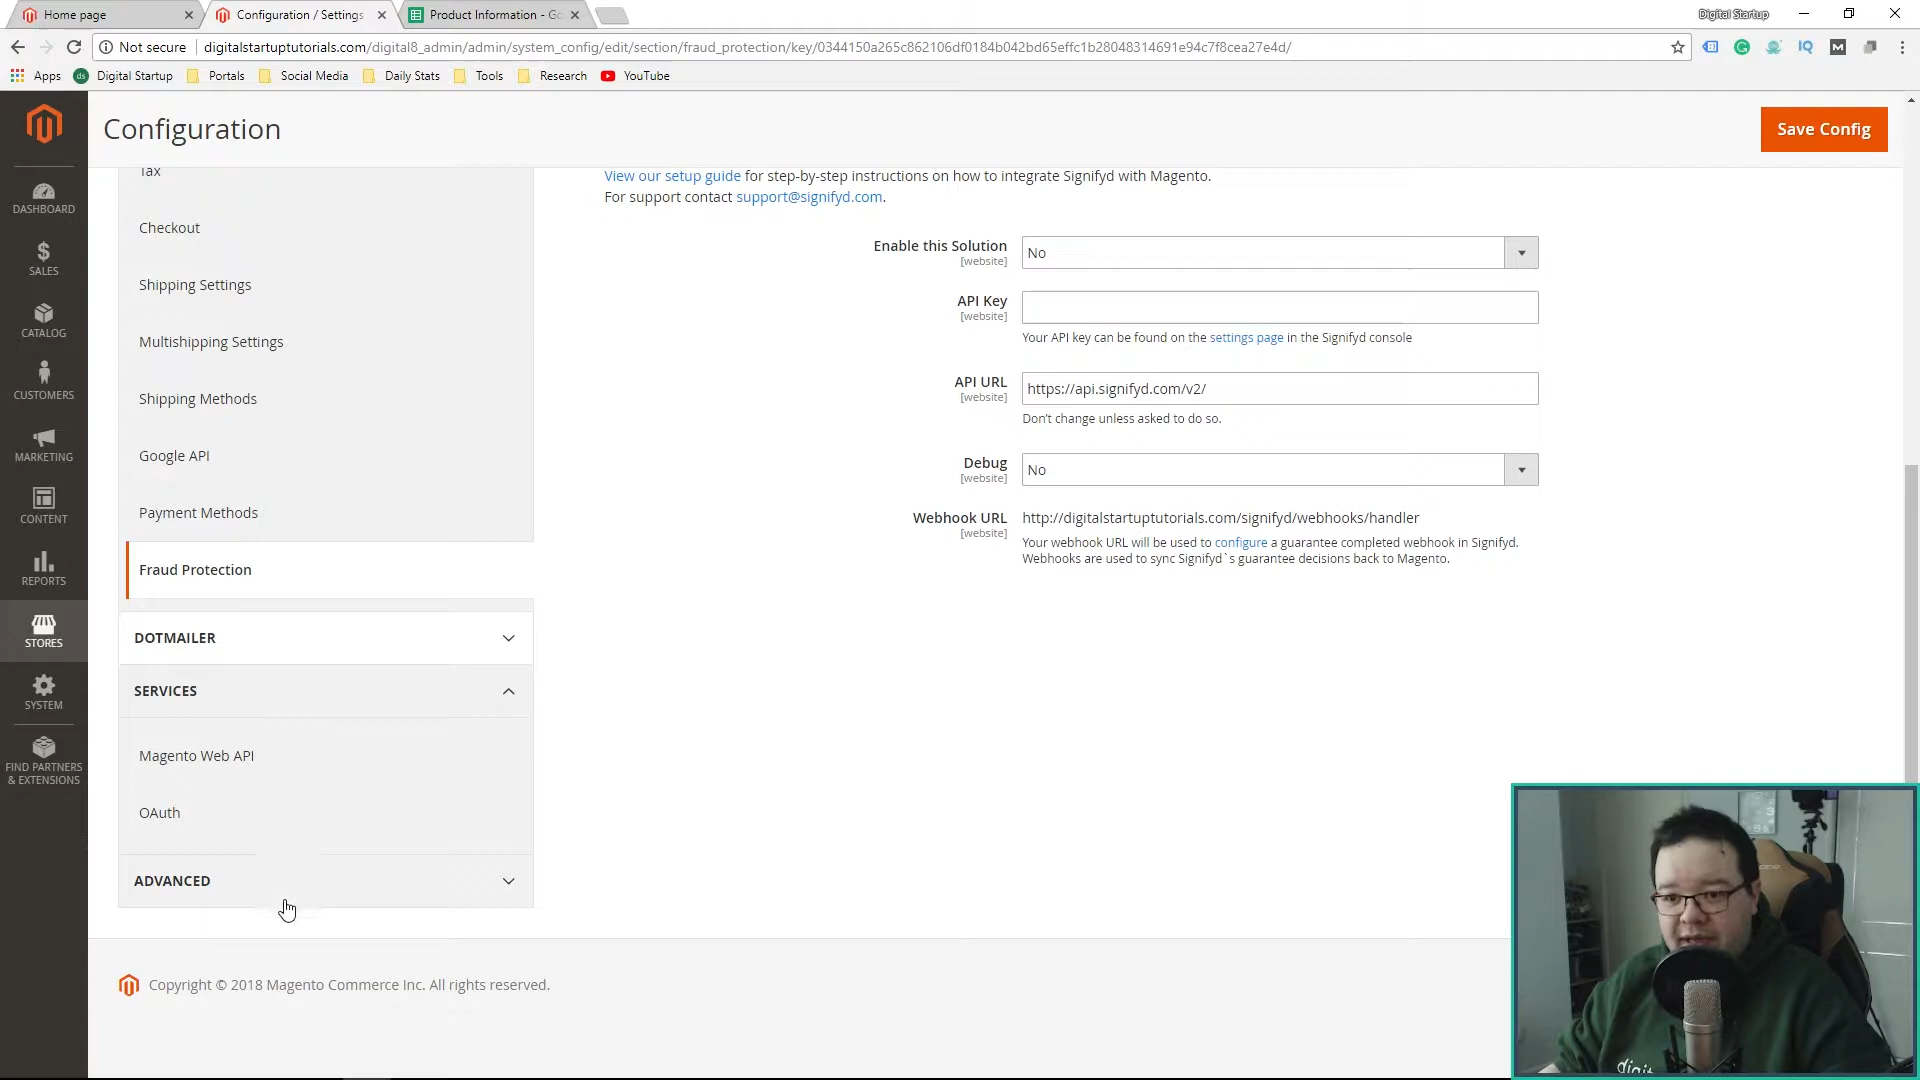 Home page
Configuration / Settings
Product Information - Go
Digital Startup
Not secure
digitalstartuptutorials.com/digital8_admin/admin/system_config/edit/section/fraud_protection/key/0344150a265c862106df0184b042bd65effc1b28048314691e94c7f8cea27e4d/
Apps
Digital Startup
Portals
Social Media
Daily Stats
Tools
Research
YouTube
Configuration
Save Config
DASHBOARD
SALES
CATALOG
CUSTOMERS
MARKETING
CONTENT
REPORTS
STORES
SYSTEM
FIND PARTNERS
& EXTENSIONS
Tax
Checkout
Shipping Settings
Multishipping Settings
Shipping Methods
Google API
Payment Methods
Fraud Protection
DOTMAILER
SERVICES
Magento Web API
OAuth
ADVANCED
View our setup guide for step-by-step instructions on how to integrate Signifyd with Magento.
For support contact support@signifyd.com.
Enable this Solution
[website]
No
API Key
[website]
Your API key can be found on the settings page in the Signifyd console
API URL
[website]
https://api.signifyd.com/v2/
Don't change unless asked to do so.
Debug
[website]
No
Webhook URL
[website]
http://digitalstartuptutorials.com/signifyd/webhooks/handler
Your webhook URL will be used to configure a guarantee completed webhook in Signifyd.
Webhooks are used to sync Signifyd`s guarantee decisions back to Magento.
Copyright © 2018 Magento Commerce Inc. All rights reserved.